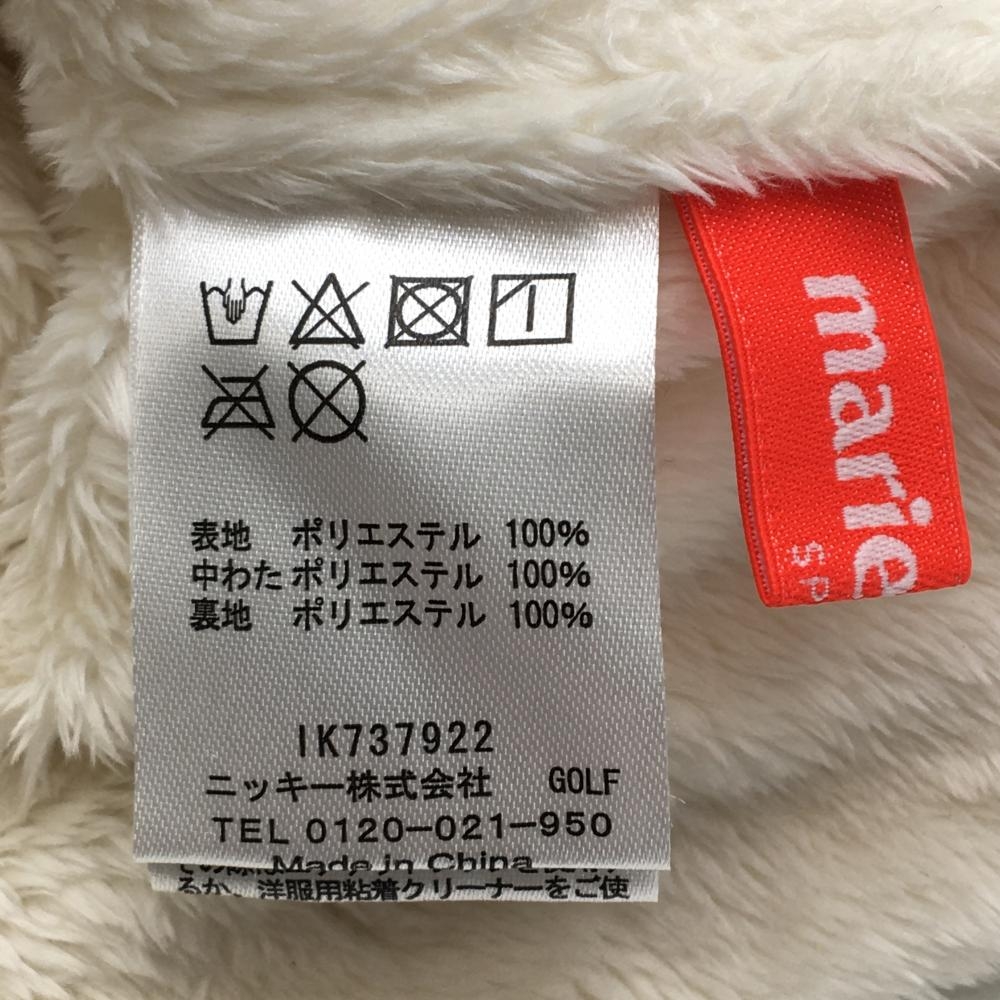 表地 ポリエステル 100%
中わた ポリエステル 100%
裏地 ポリエステル 100%
IK737922
ニッキー株式会社 GOLF
TEL 0120-021-950
Made in China
るか、洋服用粘着クリーナーをご使
marie
SP